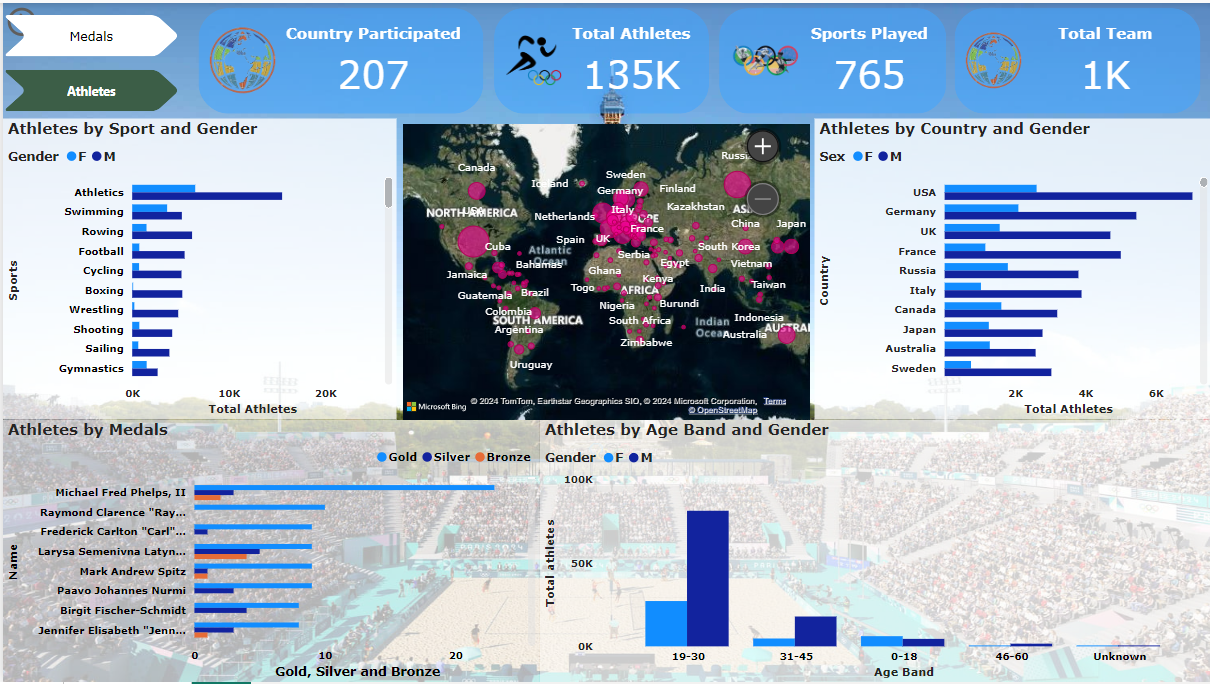 Medals
Athletes
Country Participated
207
Total Athletes
135K
Sports Played
765
Total Team
1K
Athletes by Sport and Gender
Gender F M
Sports
Athletics
Swimming
Rowing
Football
Cycling
Boxing
Wrestling
Shooting
Sailing
Gymnastics
0K 10K 20K
Total Athletes
Canada
Sweden
Germany
Finland
NORTH AMERICA
Netherlands
Italy
Kazakhstan
China
Japan
France
Spain
UK
Cuba
Atlantic
Ocean
South Korea
Serbia
Bahamas
Egypt
Vietnam
Jamaica
Ghana
Kenya
Togo
AFRICA
India
Taiwan
Guatemala
Brazil
Nigeria
Burundi
Colombia
SOUTH AMERICA
South Africa
Indian
Ocean
Indonesia
Argentina
Australia
Zimbabwe
Uruguay
Microsoft Bing
© 2024 TomTom, Earthstar Geographics SIO, © 2024 Microsoft Corporation, Terms
© OpenStreetMap
Athletes by Country and Gender
Sex F M
Country
USA
Germany
UK
France
Russia
Italy
Canada
Japan
Australia
Sweden
2K 4K 6K
Total Athletes
Athletes by Medals
Gold Silver Bronze
Name
Michael Fred Phelps, II
Raymond Clarence "Ray...
Frederick Carlton "Carl"...
Larysa Semenivna Latyn...
Mark Andrew Spitz
Paavo Johannes Nurmi
Birgit Fischer-Schmidt
Jennifer Elisabeth "Jenn...
0 10 20
Gold, Silver and Bronze
Athletes by Age Band and Gender
Gender F M
Total athletes
100K
50K
0K
19-30 31-45 0-18 46-60 Unknown
Age Band